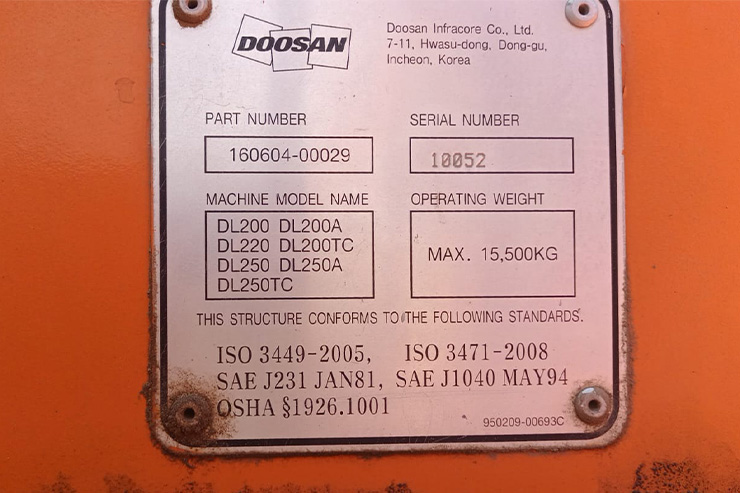 DOOSAN
Doosan Infracore Co., Ltd.
7-11, Hwasu-dong, Dong-gu,
Incheon, Korea
PART NUMBER
160604-00029
SERIAL NUMBER
10052
MACHINE MODEL NAME
DL200 DL200A
DL220 DL200TC
DL250 DL250A
DL250TC
OPERATING WEIGHT
MAX. 15,500KG
THIS STRUCTURE CONFORMS TO THE FOLLOWING STANDARDS.
ISO 3449-2005, ISO 3471-2008
SAE J231 JAN81, SAE J1040 MAY94
OSHA §1926.1001
950209-00693C